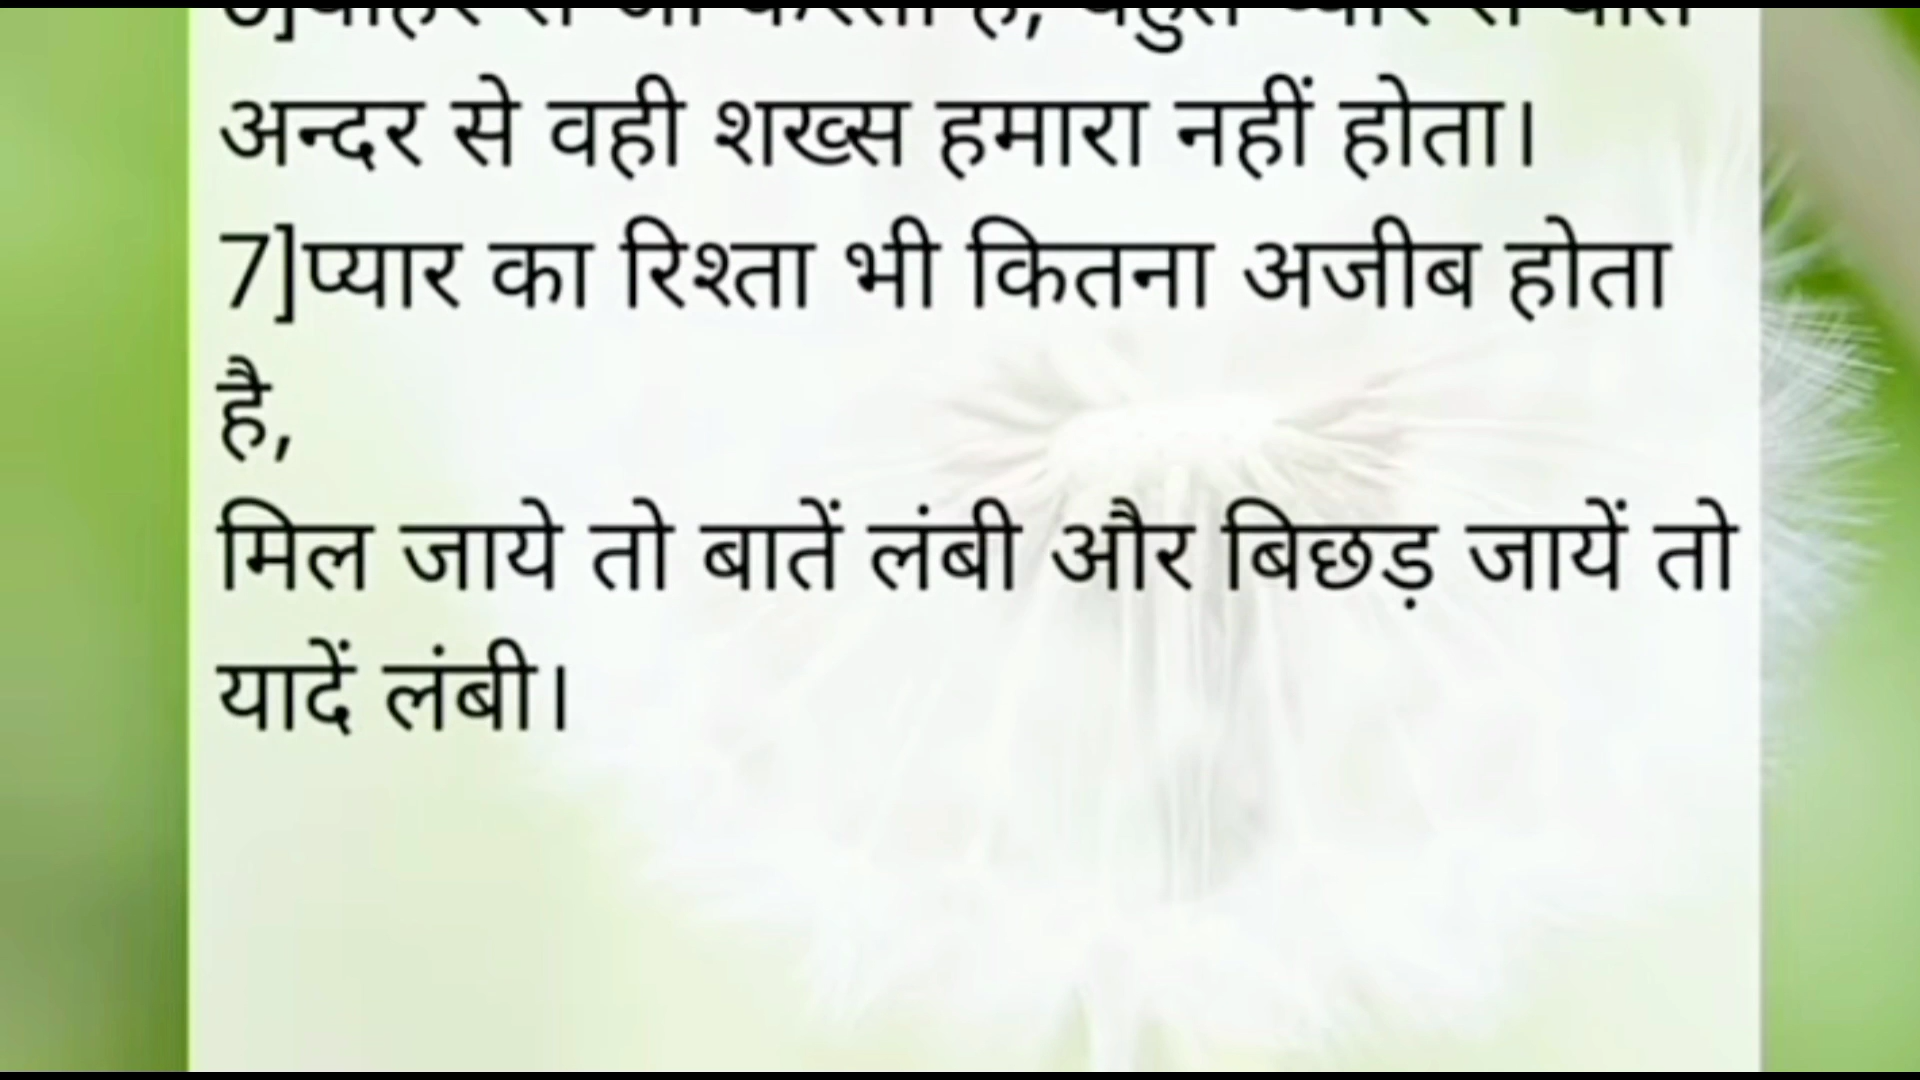 अन्दर से वही शख्स हमारा नहीं होता।
7]प्यार का रिश्ता भी कितना अजीब होता
है,
मिल जाये तो बातें लंबी और बिछड़ जायें तो
यादें लंबी।